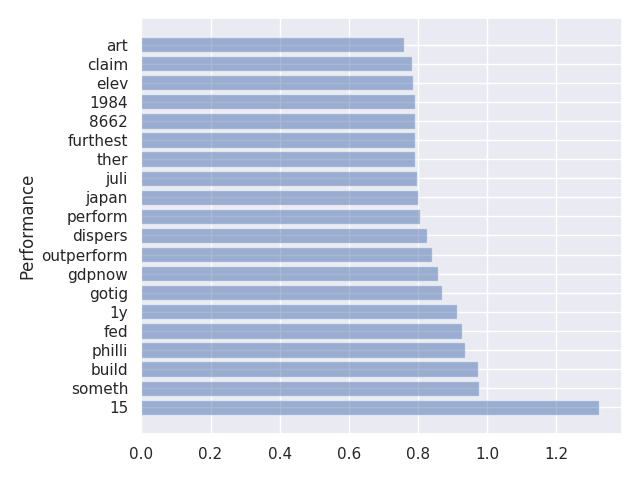 Performance
art
claim
elev
1984
8662
furthest
ther
juli
japan
perform
dispers
outperform
gdpnow
gotig
1y
fed
philli
build
someth
15
0.0 0.2 0.4 0.6 0.8 1.0 1.2